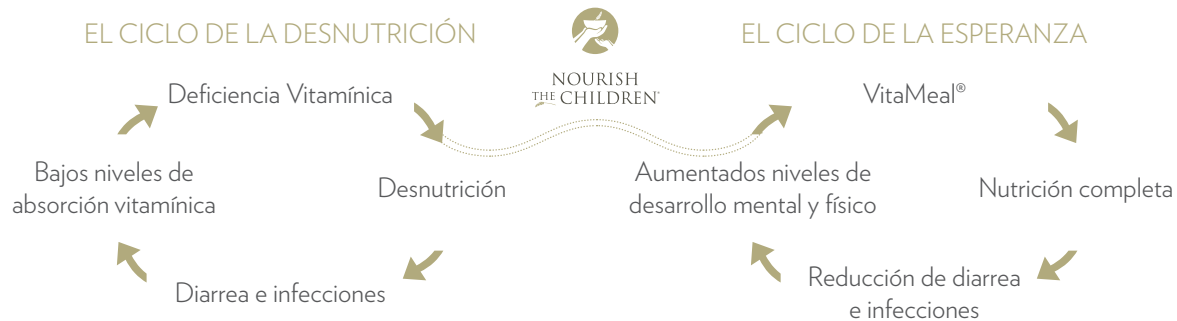 EL CICLO DE LA DESNUTRICIÓN
Deficiencia Vitamínica
Desnutrición
Diarrea e infecciones
Bajos niveles de
absorción vitamínica
NOURISH
THE CHILDREN
EL CICLO DE LA ESPERANZA
VitaMeal®
Nutrición completa
Reducción de diarrea
e infecciones
Aumentados niveles de
desarrollo mental y físico